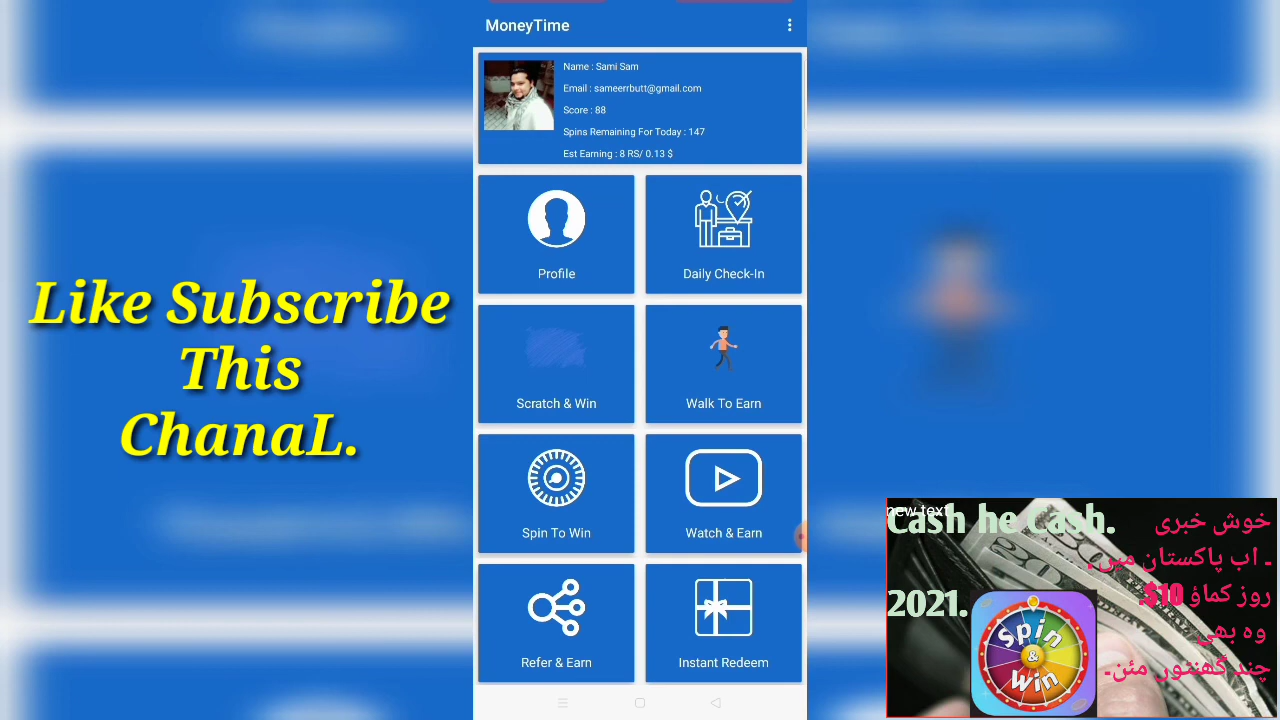 MoneyTime
Name : Sami Sam
Email : sameerrbutt@gmail.com
Score : 88
Spins Remaining For Today : 147
Est Earning : 8 RS/ 0.13 $
Profile
Daily Check-In
Scratch & Win
Walk To Earn
Spin To Win
Watch & Earn
Refer & Earn
Instant Redeem
Like Subscribe
This
ChanaL.
new text
Cash he Cash.
2021.
خوش خبری
۔ اب پاکستان میں۔
روز کماؤ 10$۔
وہ بھی
چند گھنٹوں مئن۔
Spin
&
Win